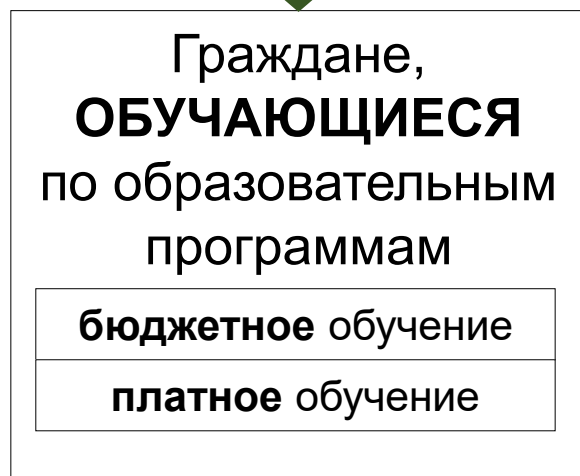 Граждане,
ОБУЧАЮЩИЕСЯ
по образовательным
программам
бюджетное обучение
платное обучение